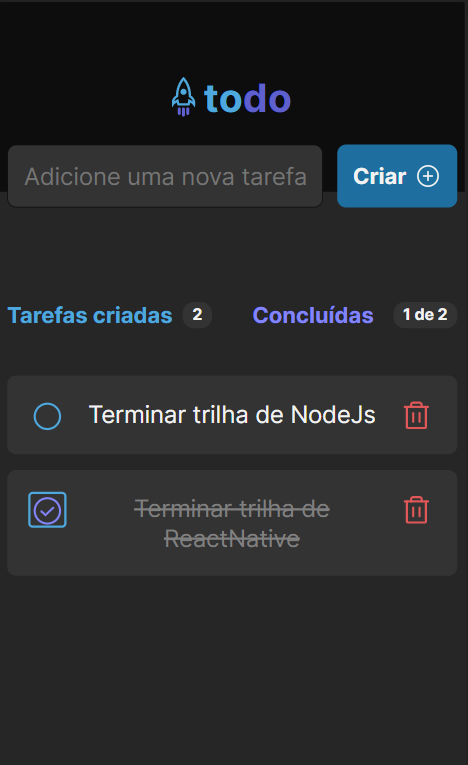 todo
Adicione uma nova tarefa
Criar
Tarefas criadas 2
Concluídas 1 de 2
Terminar trilha de NodeJs
Terminar trilha de
ReactNative